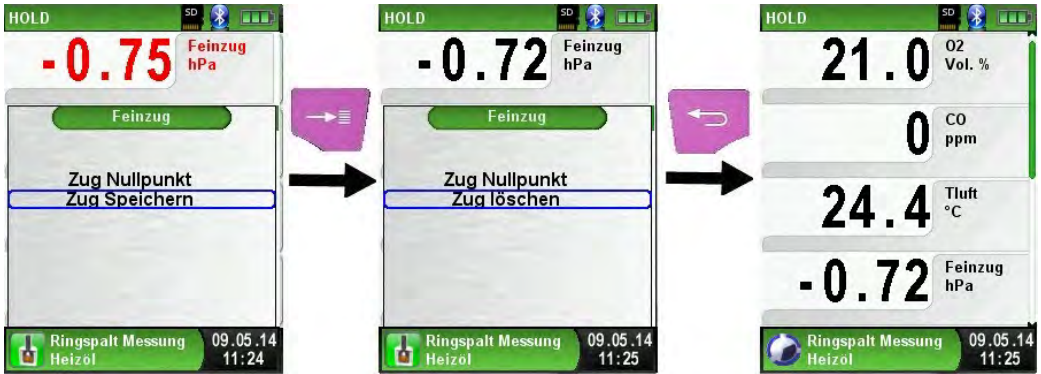 HOLD
SD
-0.75
Feinzug
hPa
Feinzug
Zug Nullpunkt
Zug Speichern
Ringspalt Messung
Heizöl
09.05.14
11:24
HOLD
SD
-0.72
Feinzug
hPa
Feinzug
Zug Nullpunkt
Zug löschen
Ringspalt Messung
Heizöl
09.05.14
11:25
HOLD
SD
21.0
O2
Vol. %
0
CO
ppm
24.4
Tluft
°C
-0.72
Feinzug
hPa
Ringspalt Messung
Heizöl
09.05.14
11:25